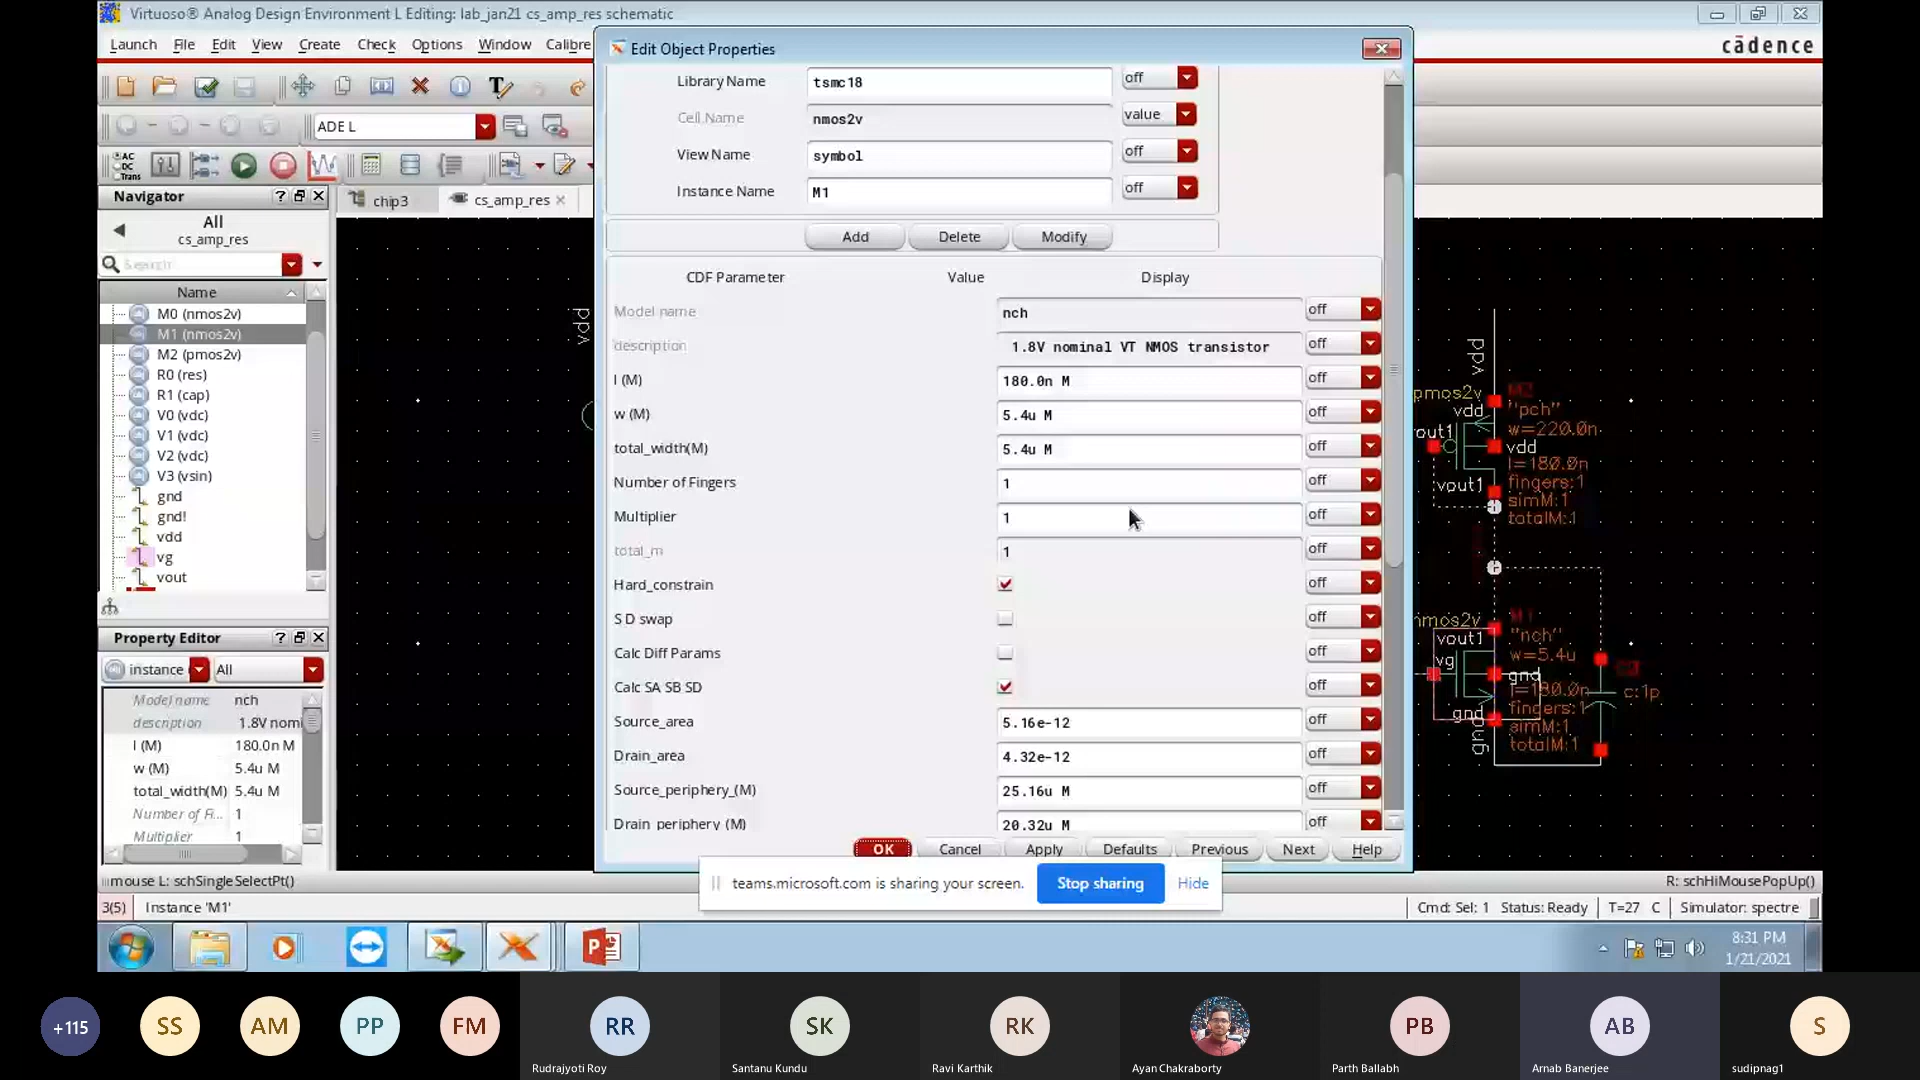 Virtuoso® Analog Design Environment L Editing: lab_jan21 cs_amp_res schematic
Launch File Edit View Create Check Options Window Calibre
cādence
ADE L
AC
DC
Trans
Navigator
All
cs_amp_res
Search
Name
M0 (nmos2v)
M1 (nmos2v)
M2 (pmos2v)
R0 (res)
R1 (cap)
V0 (vdc)
V1 (vdc)
V2 (vdc)
V3 (vsin)
gnd
gnd!
vdd
vg
vout
Property Editor
instance All
Model name nch
description 1.8V nomi
l (M) 180.0n M
w (M) 5.4u M
total_width(M) 5.4u M
Number of Fi... 1
Multiplier 1
chip3
cs_amp_res
vdd
Edit Object Properties
Library Name tsmc18 off
Cell Name nmos2v value
View Name symbol off
Instance Name M1 off
Add Delete Modify
CDF Parameter Value Display
Model name nch off
description 1.8V nominal VT NMOS transistor off
l (M) 180.0n M off
w (M) 5.4u M off
total_width(M) 5.4u M off
Number of Fingers 1 off
Multiplier 1 off
total_m 1 off
Hard_constrain off
S D swap off
Calc Diff Params off
Calc SA SB SD off
Source_area 5.16e-12 off
Drain_area 4.32e-12 off
Source_periphery_(M) 25.16u M off
Drain periphery (M) 20.32u M off
OK Cancel Apply Defaults Previous Next Help
vdd
pmos2v M2
vdd "pch"
w=220.0n
vout1
vdd
l=180.0n
vout1 fingers:1
simM:1
totalM:1
nmos2v M1
vout1 "nch"
vg w=5.4u
gnd
l=180.0n
c:1p
gnd fingers:1
simM:1
totalM:1
gnd
teams.microsoft.com is sharing your screen. Stop sharing Hide
mouse L: schSingleSelectPt()
R: schHiMousePopUp()
3(5) Instance 'M1'
Cmd: Sel: 1 Status: Ready T=27 C Simulator: spectre
8:31 PM
1/21/2021
+115 SS AM PP FM RR SK RK PB AB S
Rudrajyoti Roy Santanu Kundu Ravi Karthik Ayan Chakraborty Parth Ballabh Arnab Banerjee sudipnag1